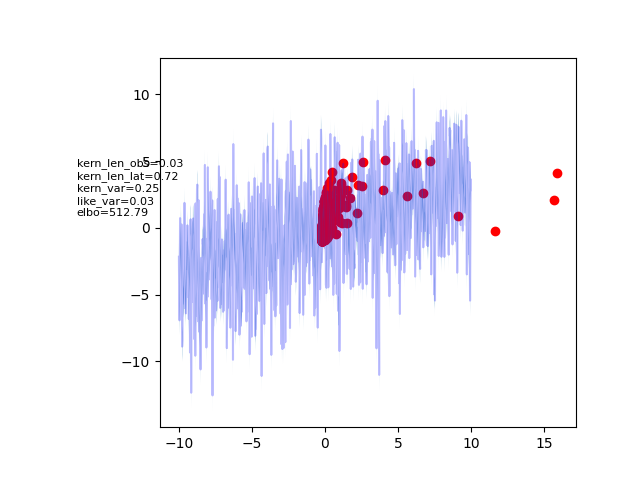 10
kern_len_obs=0.03
5
kern_len_lat=0.72
kern_var=0.25
like_var=0.03
elbo=512.79
0
−5
−10
−10 −5 0 5 10 15